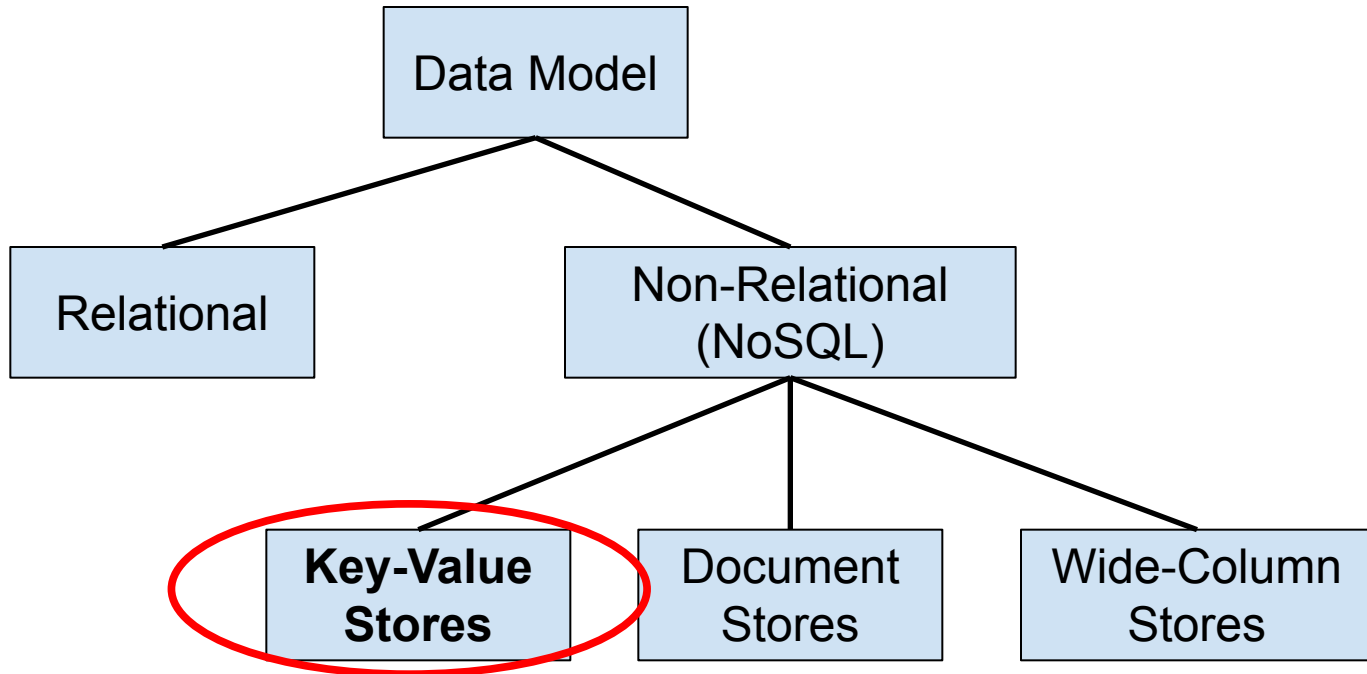 Data Model
Relational
Non-Relational
(NoSQL)
Key-Value
Stores
Document
Stores
Wide-Column
Stores